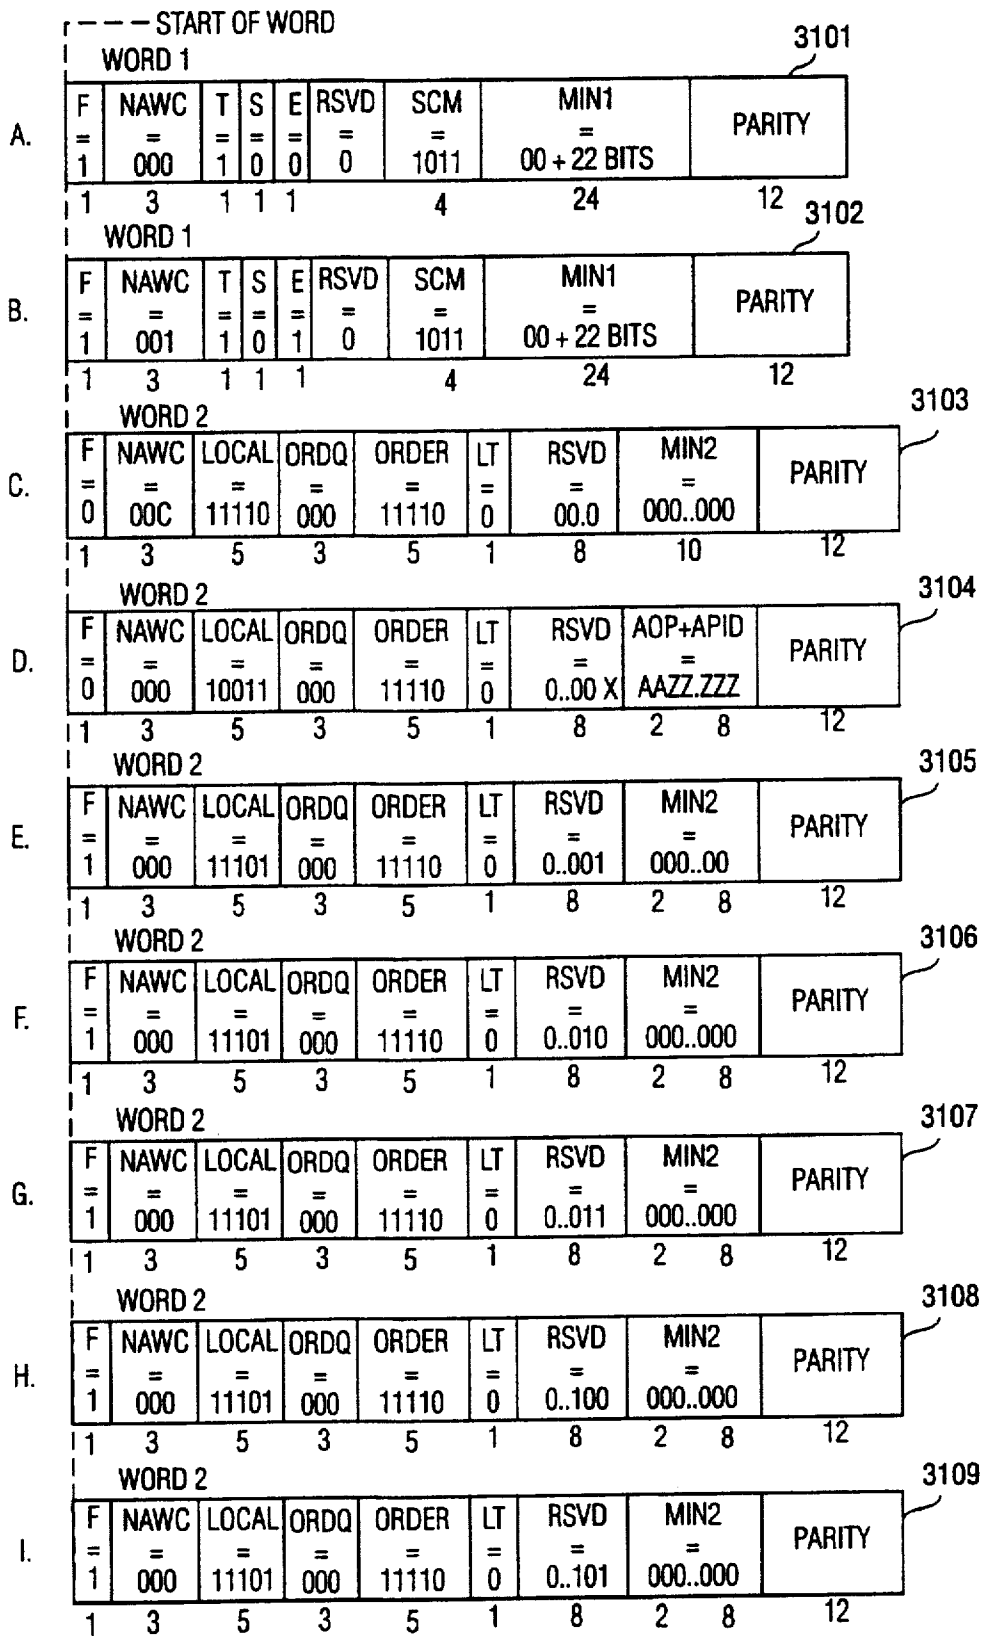 START OF WORD
WORD 1
3101
A.
F = 1 NAWC = 000 T = 1 S = 0 E = 0 RSVD = 0 SCM = 1011 MIN1 = 00 + 22 BITS PARITY
1 3 1 1 1 4 24 12
WORD 1
3102
B.
F = 1 NAWC = 001 T = 1 S = 0 E = 1 RSVD = 0 SCM = 1011 MIN1 = 00 + 22 BITS PARITY
1 3 1 1 1 4 24 12
WORD 2
3103
C.
F = 0 NAWC = 00C LOCAL = 11110 ORDQ = 000 ORDER = 11110 LT = 0 RSVD = 00.0 MIN2 = 000..000 PARITY
1 3 5 3 5 1 8 10 12
WORD 2
3104
D.
F = 0 NAWC = 000 LOCAL = 10011 ORDQ = 000 ORDER = 11110 LT = 0 RSVD = 0..00 X AOP+APID = AAZZ.ZZZ PARITY
1 3 5 3 5 1 8 2 8 12
WORD 2
3105
E.
F = 1 NAWC = 000 LOCAL = 11101 ORDQ = 000 ORDER = 11110 LT = 0 RSVD = 0..001 MIN2 = 000..00 PARITY
1 3 5 3 5 1 8 2 8 12
WORD 2
3106
F.
F = 1 NAWC = 000 LOCAL = 11101 ORDQ = 000 ORDER = 11110 LT = 0 RSVD = 0..010 MIN2 = 000..000 PARITY
1 3 5 3 5 1 8 2 8 12
WORD 2
3107
G.
F = 1 NAWC = 000 LOCAL = 11101 ORDQ = 000 ORDER = 11110 LT = 0 RSVD = 0..011 MIN2 = 000..000 PARITY
1 3 5 3 5 1 8 2 8 12
WORD 2
3108
H.
F = 1 NAWC = 000 LOCAL = 11101 ORDQ = 000 ORDER = 11110 LT = 0 RSVD = 0..100 MIN2 = 000..000 PARITY
1 3 5 3 5 1 8 2 8 12
WORD 2
3109
I.
F = 1 NAWC = 000 LOCAL = 11101 ORDQ = 000 ORDER = 11110 LT = 0 RSVD = 0..101 MIN2 = 000..000 PARITY
1 3 5 3 5 1 8 2 8 12